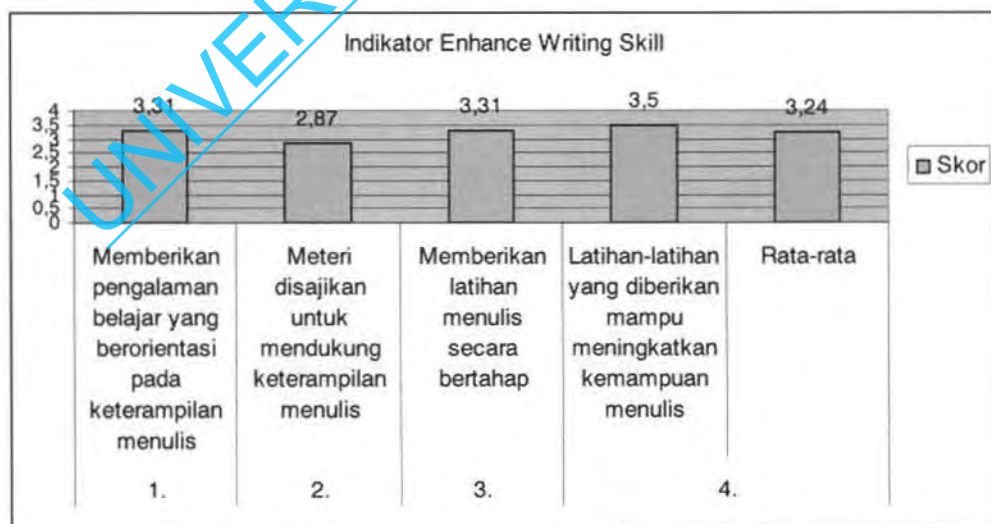 UNIVER
Indikator Enhance Writing Skill
4
3,5
3
2,5
2
1,5
1
0,5
0
3,31
2,87
3,31
3,5
3,24
Skor
Memberikan
pengalaman
belajar yang
berorientasi
pada
keterampilan
menulis
Meteri
disajikan
untuk
mendukung
keterampilan
menulis
Memberikan
latihan
menulis
secara
bertahap
Latihan-latihan
yang diberikan
mampu
meningkatkan
kemampuan
menulis
Rata-rata
1.
2.
3.
4.